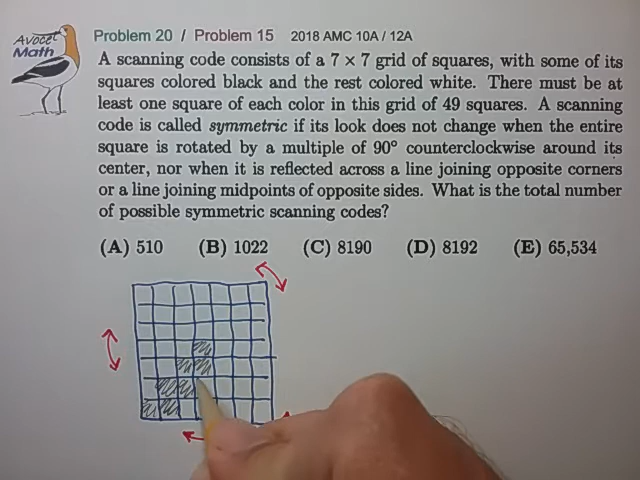 Avocet Math
Problem 20 / Problem 15 2018 AMC 10A / 12A
A scanning code consists of a 7 × 7 grid of squares, with some of its
squares colored black and the rest colored white. There must be at
least one square of each color in this grid of 49 squares. A scanning
code is called symmetric if its look does not change when the entire
square is rotated by a multiple of 90° counterclockwise around its
center, nor when it is reflected across a line joining opposite corners
or a line joining midpoints of opposite sides. What is the total number
of possible symmetric scanning codes?
(A) 510 (B) 1022 (C) 8190 (D) 8192 (E) 65,534